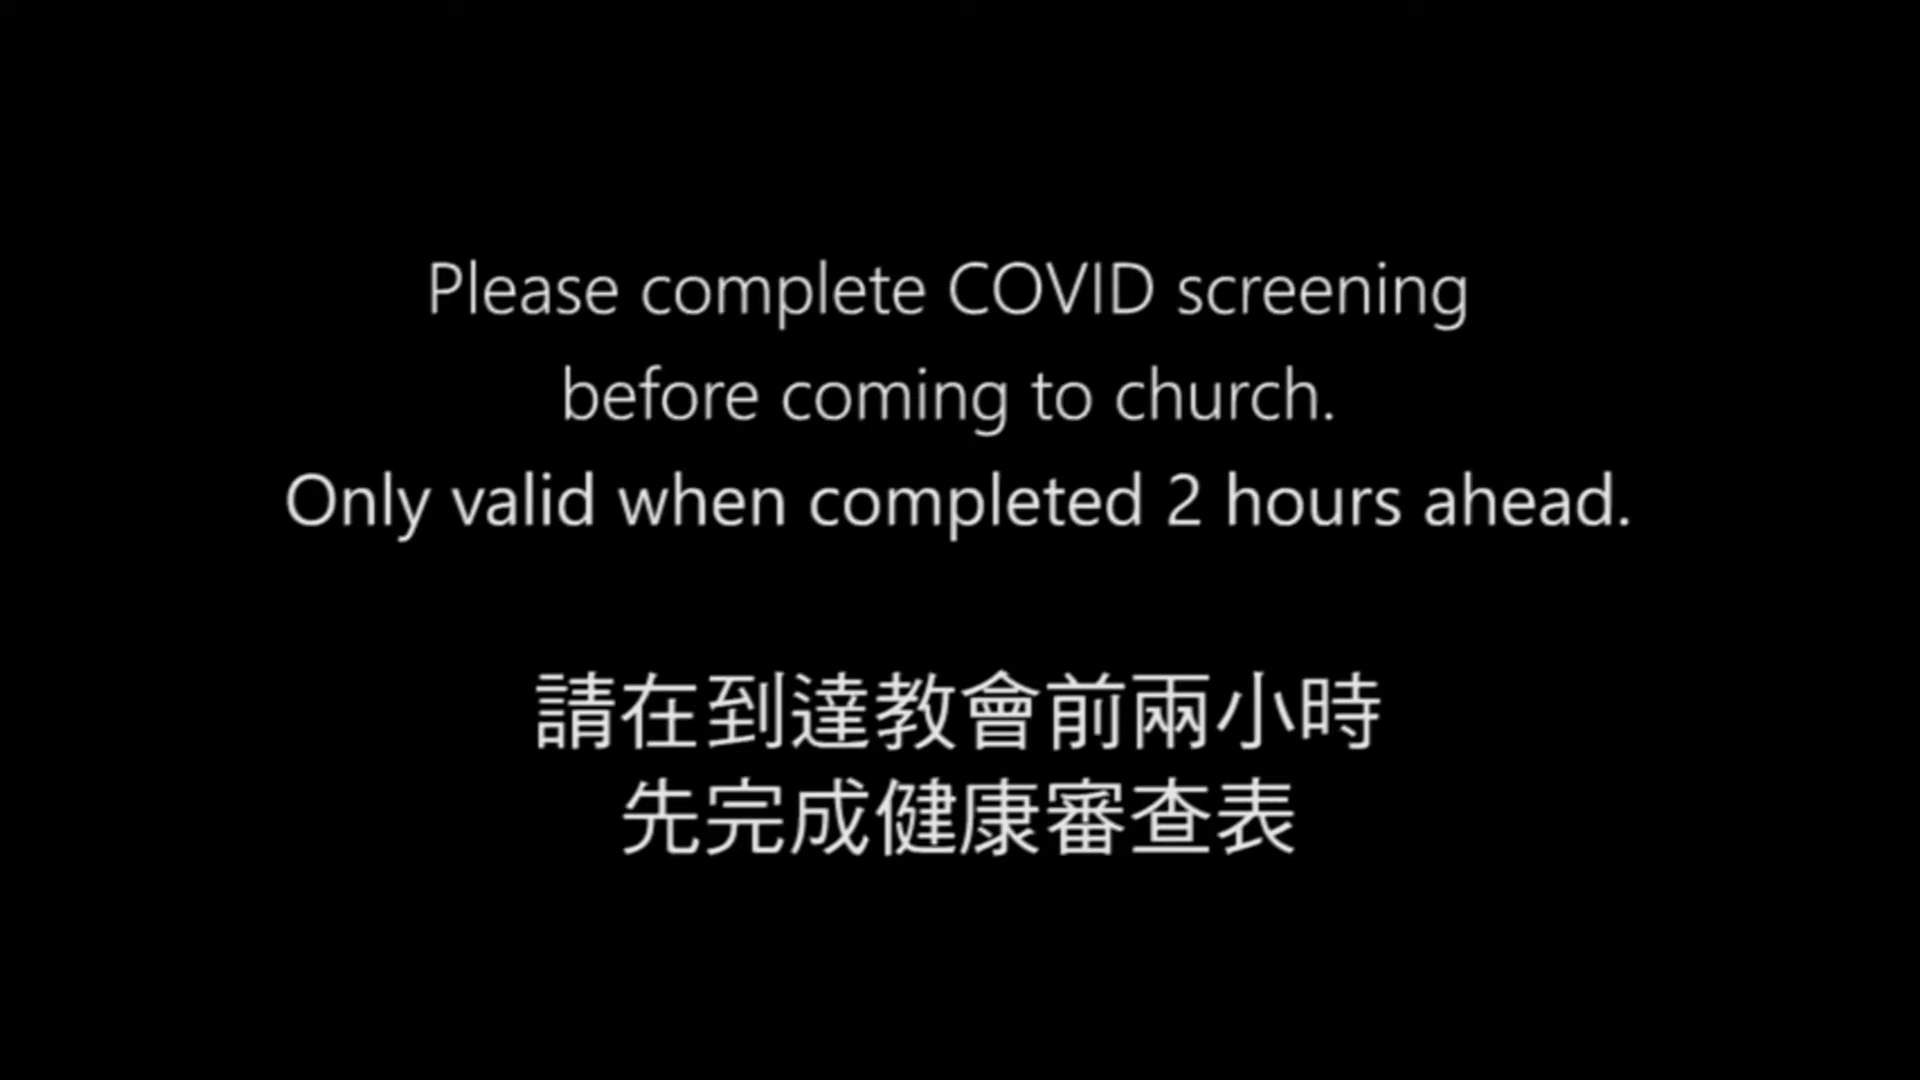 Please complete COVID screening
before coming to church.
Only valid when completed 2 hours ahead.
請在到達教會前兩小時
先完成健康審查表